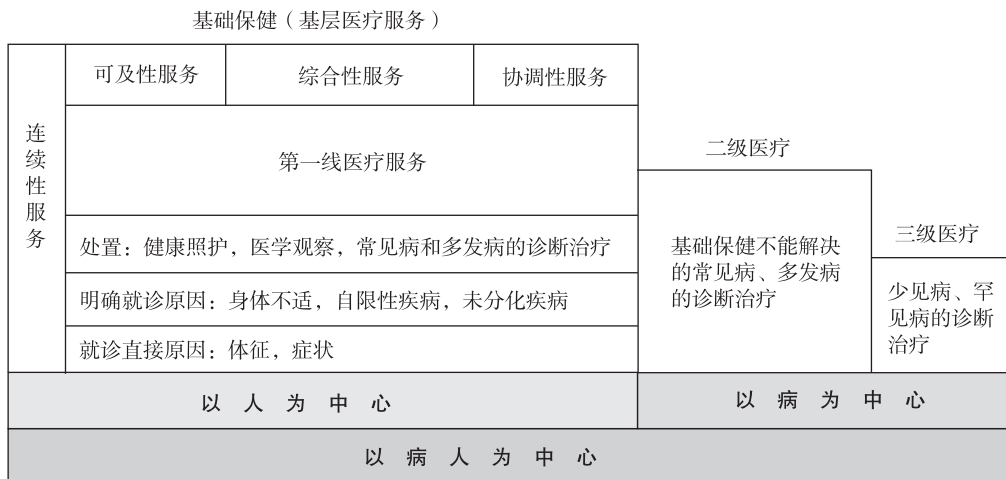 基础保健（基层医疗服务）
连续性服务
可及性服务
综合性服务
协调性服务
第一线医疗服务
处置：健康照护，医学观察，常见病和多发病的诊断治疗
明确就诊原因：身体不适，自限性疾病，未分化疾病
就诊直接原因：体征，症状
二级医疗
基础保健不能解决
的常见病、多发病
的诊断治疗
三级医疗
少见病、罕
见病的诊断
治疗
以人为中心
以病为中心
以病人为中心